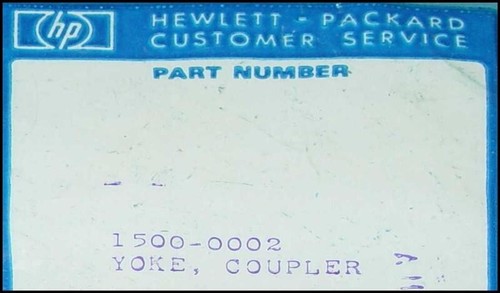 hp
HEWLETT - PACKARD
CUSTOMER SERVICE
PART NUMBER
1500-0002
YOKE, COUPLER